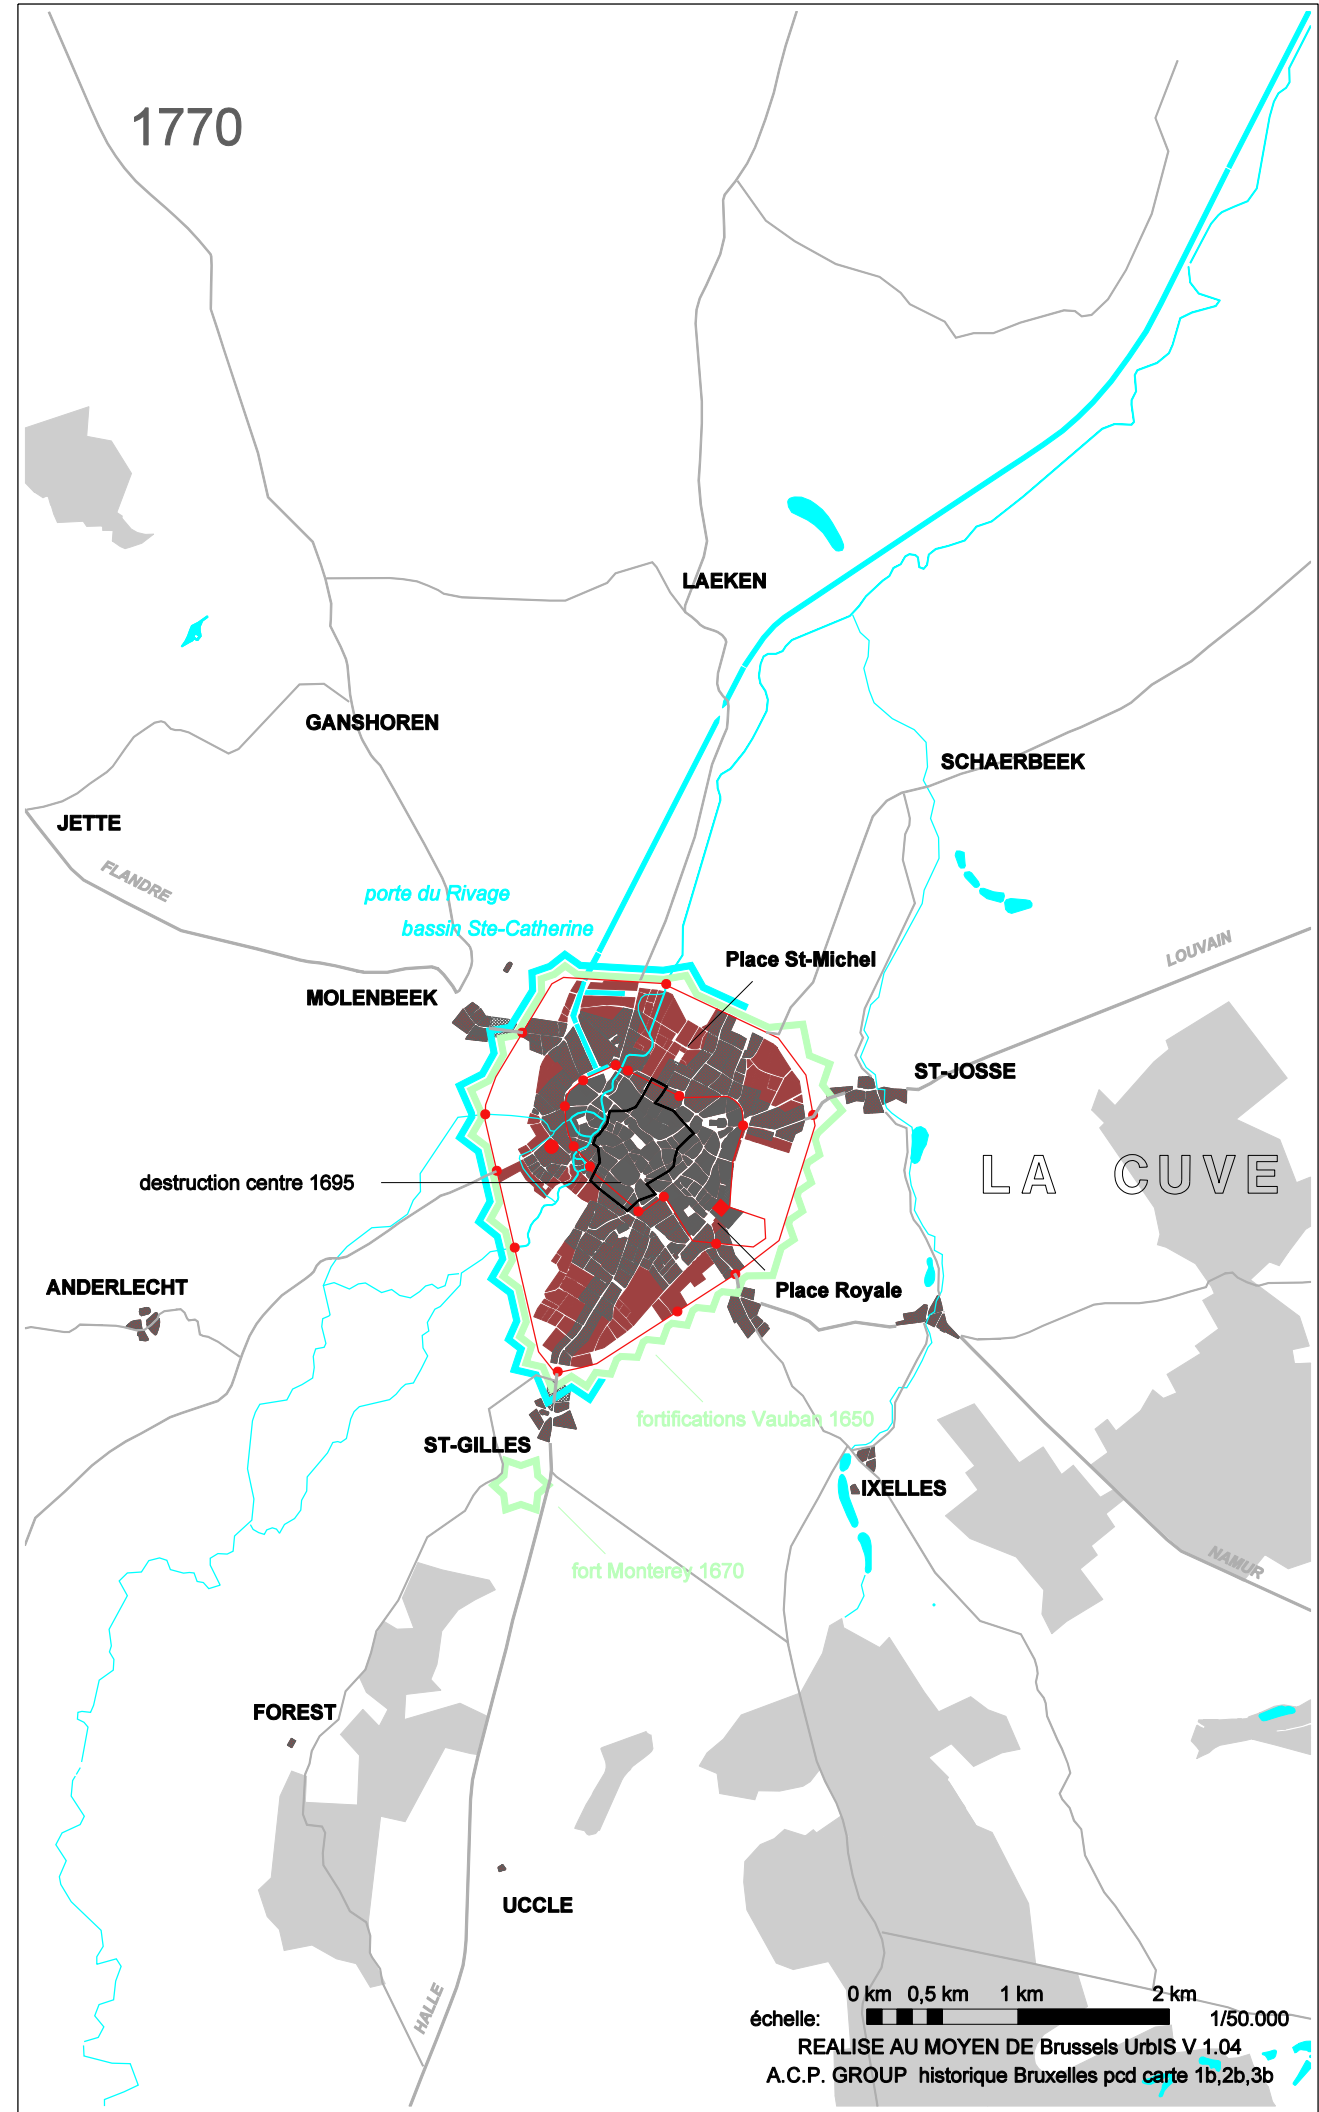 1770
LAEKEN
GANSHOREN
SCHAERBEEK
JETTE
FLANDRE
porte du Rivage
bassin Ste-Catherine
LOUVAIN
Place St-Michel
MOLENBEEK
ST-JOSSE
LA CUVE
destruction centre 1695
ANDERLECHT
Place Royale
fortifications Vauban 1650
ST-GILLES
IXELLES
NAMUR
fort Monterey 1670
FOREST
UCCLE
HALLE
0 km 0,5 km 1 km 2 km
échelle: 1/50.000
REALISE AU MOYEN DE Brussels UrbIS V 1.04
A.C.P. GROUP historique Bruxelles pcd carte 1b,2b,3b